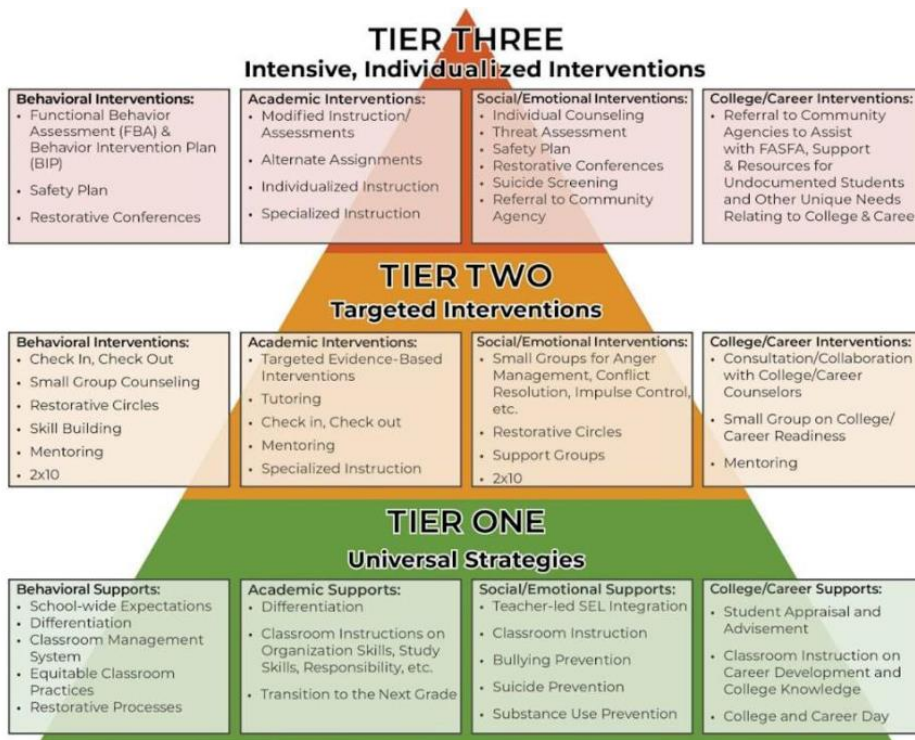 TIER THREE
Intensive, Individualized Interventions
Behavioral Interventions:
• Functional Behavior
Assessment (FBA) &
Behavior Intervention Plan
(BIP)
• Safety Plan
• Restorative Conferences
Academic Interventions:
• Modified Instruction/
Assessments
• Alternate Assignments
• Individualized Instruction
• Specialized Instruction
Social/Emotional Interventions:
• Individual Counseling
• Threat Assessment
• Safety Plan
• Restorative Conferences
• Suicide Screening
• Referral to Community
Agency
College/Career Interventions:
• Referral to Community
Agencies to Assist
with FASFA, Support
& Resources for
Undocumented Students
and Other Unique Needs
Relating to College & Career
TIER TWO
Targeted Interventions
Behavioral Interventions:
• Check In, Check Out
• Small Group Counseling
• Restorative Circles
• Skill Building
• Mentoring
• 2x10
Academic Interventions:
• Targeted Evidence-Based
Interventions
• Tutoring
• Check in, Check out
• Mentoring
• Specialized Instruction
Social/Emotional Interventions:
• Small Groups for Anger
Management, Conflict
Resolution, Impulse Control,
etc.
• Restorative Circles
• Support Groups
• 2x10
College/Career Interventions:
• Consultation/Collaboration
with College/Career
Counselors
• Small Group on College/
Career Readiness
• Mentoring
TIER ONE
Universal Strategies
Behavioral Supports:
• School-wide Expectations
• Differentiation
• Classroom Management
System
• Equitable Classroom
Practices
• Restorative Processes
Academic Supports:
• Differentiation
• Classroom Instructions on
Organization Skills, Study
Skills, Responsibility, etc.
• Transition to the Next Grade
Social/Emotional Supports:
• Teacher-led SEL Integration
• Classroom Instruction
• Bullying Prevention
• Suicide Prevention
• Substance Use Prevention
College/Career Supports:
• Student Appraisal and
Advisement
• Classroom Instruction on
Career Development and
College Knowledge
• College and Career Day